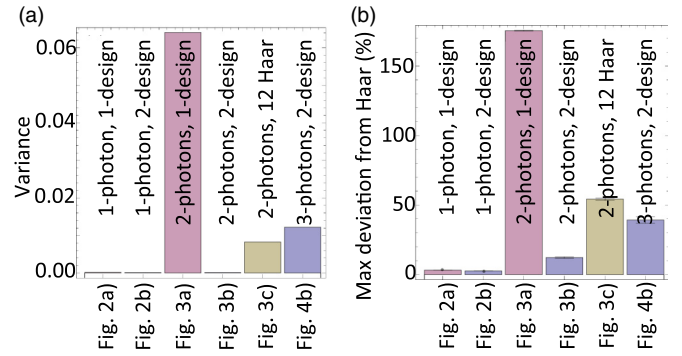 (a)
Variance
0.06
0.04
0.02
0.00
1-photon, 1-design
1-photon, 2-design
2-photons, 1-design
2-photons, 2-design
2-photons, 12 Haar
3-photons, 2-design
Fig. 2a)
Fig. 2b)
Fig. 3a)
Fig. 3b)
Fig. 3c)
Fig. 4b)
(b)
Max deviation from Haar (%)
150
100
50
0
1-photon, 1-design
1-photon, 2-design
2-photons, 1-design
2-photons, 2-design
2-photons, 12 Haar
3-photons, 2-design
Fig. 2a)
Fig. 2b)
Fig. 3a)
Fig. 3b)
Fig. 3c)
Fig. 4b)